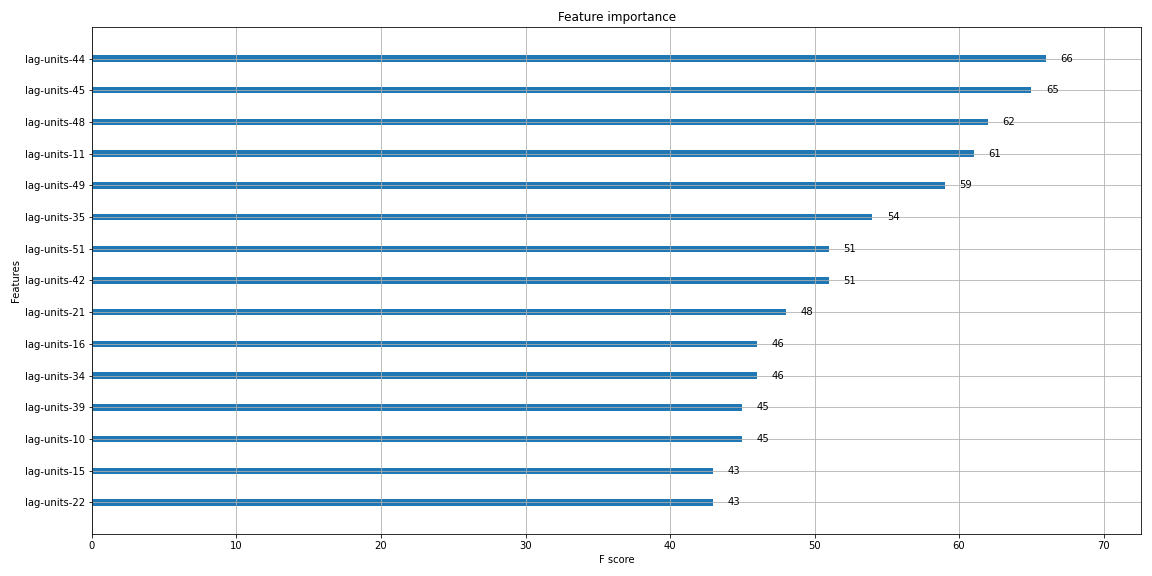 Feature importance
lag-units-44 66
lag-units-45 65
lag-units-48 62
lag-units-11 61
lag-units-49 59
lag-units-35 54
lag-units-51 51
lag-units-42 51
lag-units-21 48
lag-units-16 46
lag-units-34 46
lag-units-39 45
lag-units-10 45
lag-units-15 43
lag-units-22 43
Features
0 10 20 30 40 50 60 70
F score